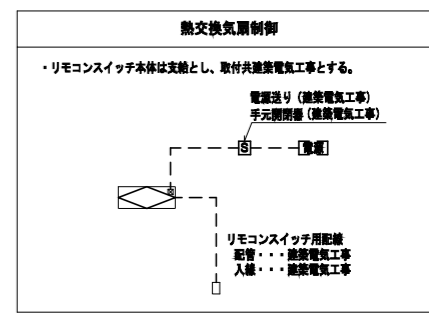 熱交換気扇制御
・リモコンスイッチ本体は支給とし、取付共建築電気工事とする。
電源送り（建築電気工事）
手元開閉器（建築電気工事）
S 電源
リモコンスイッチ用配線
配管・・・建築電気工事
入線・・・建築電気工事